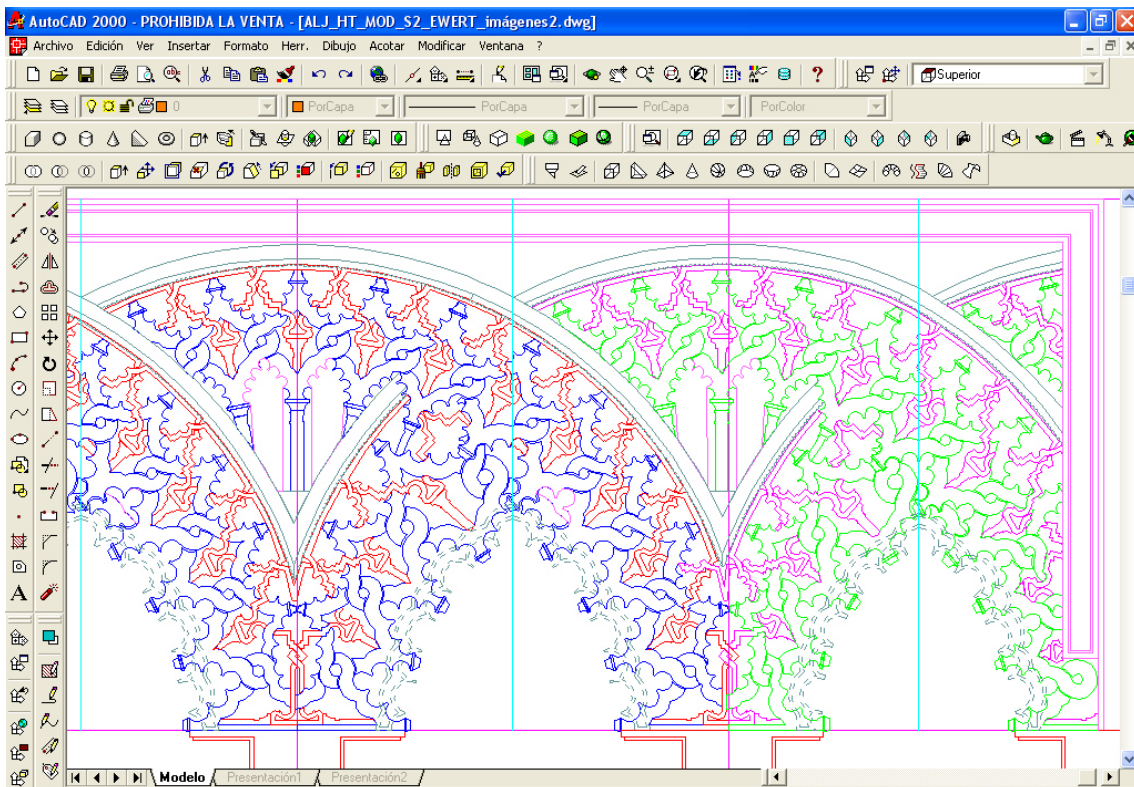 AutoCAD 2000 - PROHIBIDA LA VENTA - [ALJ_HT_MOD_S2_EWERT_imágenes2.dwg]
Archivo Edición Ver Insertar Formato Herr. Dibujo Acotar Modificar Ventana ?
Superior
0 PorCapa PorCapa PorCapa PorColor
A
Modelo Presentación1 Presentación2